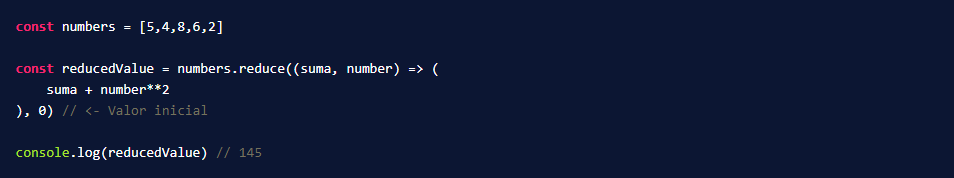 const numbers = [5,4,8,6,2]
const reducedValue = numbers.reduce((suma, number) => (
    suma + number**2
), 0) // <- Valor inicial
console.log(reducedValue) // 145